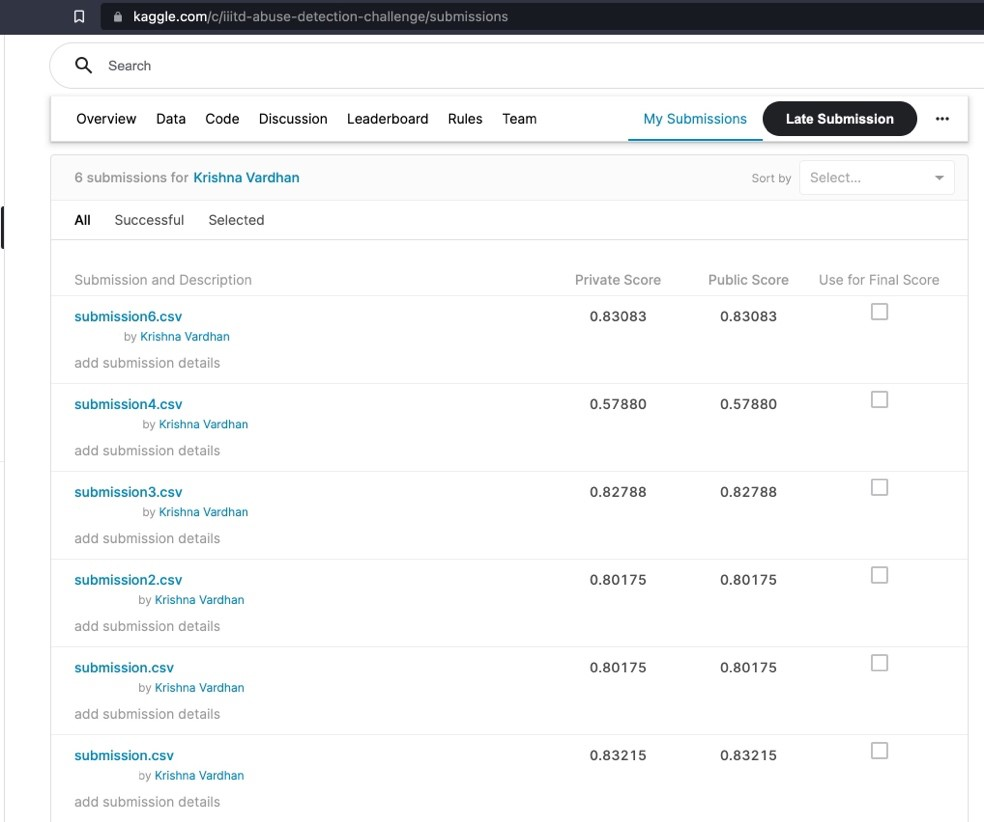 kaggle.com/c/iiitd-abuse-detection-challenge/submissions
Search
Overview Data Code Discussion Leaderboard Rules Team My Submissions Late Submission ...
6 submissions for Krishna Vardhan Sort by Select...
All Successful Selected
Submission and Description Private Score Public Score Use for Final Score
submission6.csv 0.83083 0.83083
by Krishna Vardhan
add submission details
submission4.csv 0.57880 0.57880
by Krishna Vardhan
add submission details
submission3.csv 0.82788 0.82788
by Krishna Vardhan
add submission details
submission2.csv 0.80175 0.80175
by Krishna Vardhan
add submission details
submission.csv 0.80175 0.80175
by Krishna Vardhan
add submission details
submission.csv 0.83215 0.83215
by Krishna Vardhan
add submission details